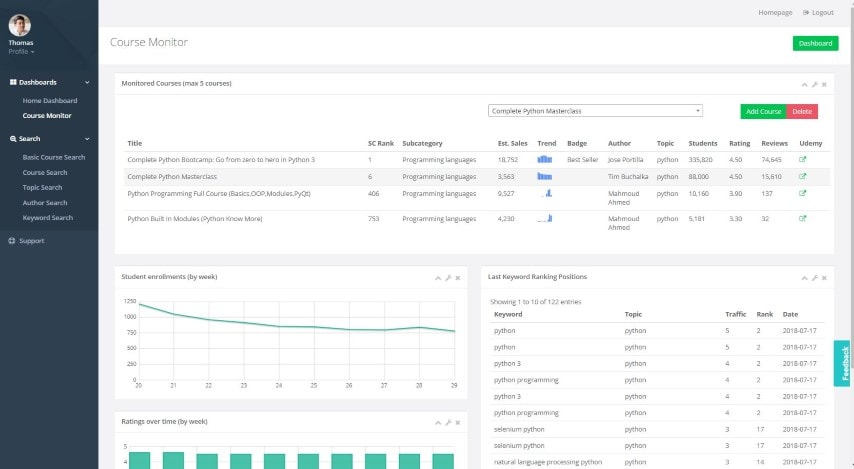 Homepage Logout
Thomas
Profile
Course Monitor
Dashboard
Dashboards
Home Dashboard
Course Monitor
Search
Basic Course Search
Course Search
Topic Search
Author Search
Keyword Search
Support
Monitored Courses (max 5 courses)
Complete Python Masterclass
Add Course Delete
Title SC Rank Subcategory Est. Sales Trend Badge Author Topic Students Rating Reviews Udemy
Complete Python Bootcamp: Go from zero to hero in Python 3 1 Programming languages 18,752 Best Seller Jose Portilla python 335,820 4.50 74,645
Complete Python Masterclass 6 Programming languages 3,563 Tim Buchalka python 88,000 4.50 15,610
Python Programming Full Course (Basics,OOP,Modules,PyQt) 406 Programming languages 9,527 Mahmoud python 10,160 3.90 137
Ahmed
Python Built In Modules (Python Know More) 753 Programming languages 4,230 Mahmoud python 5,181 3.30 32
Ahmed
Student enrollments (by week)
1250
1000
750
500
250
0
20 21 22 23 24 25 26 27 28 29
Ratings over time (by week)
5
4
Last Keyword Ranking Positions
Showing 1 to 10 of 122 entries
Keyword Topic Traffic Rank Date
python python 5 2 2018-07-17
python python 5 2 2018-07-17
python 3 python 4 2 2018-07-17
python programming python 4 2 2018-07-17
python 3 python 4 2 2018-07-17
python programming python 4 2 2018-07-17
selenium python python 3 17 2018-07-17
selenium python python 3 17 2018-07-17
natural language processing python python 3 14 2018-07-17
Feedback